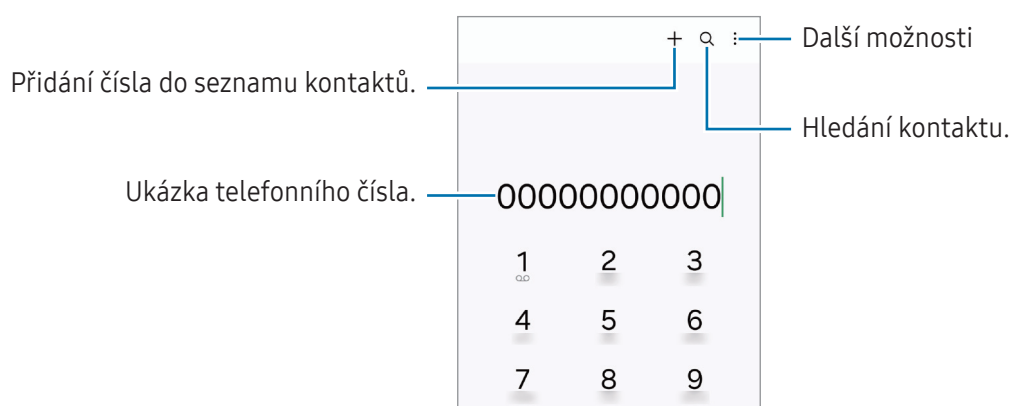 Další možnosti
Přidání čísla do seznamu kontaktů.
Hledání kontaktu.
Ukázka telefonního čísla.
00000000000
1 2 3
4 5 6
7 8 9